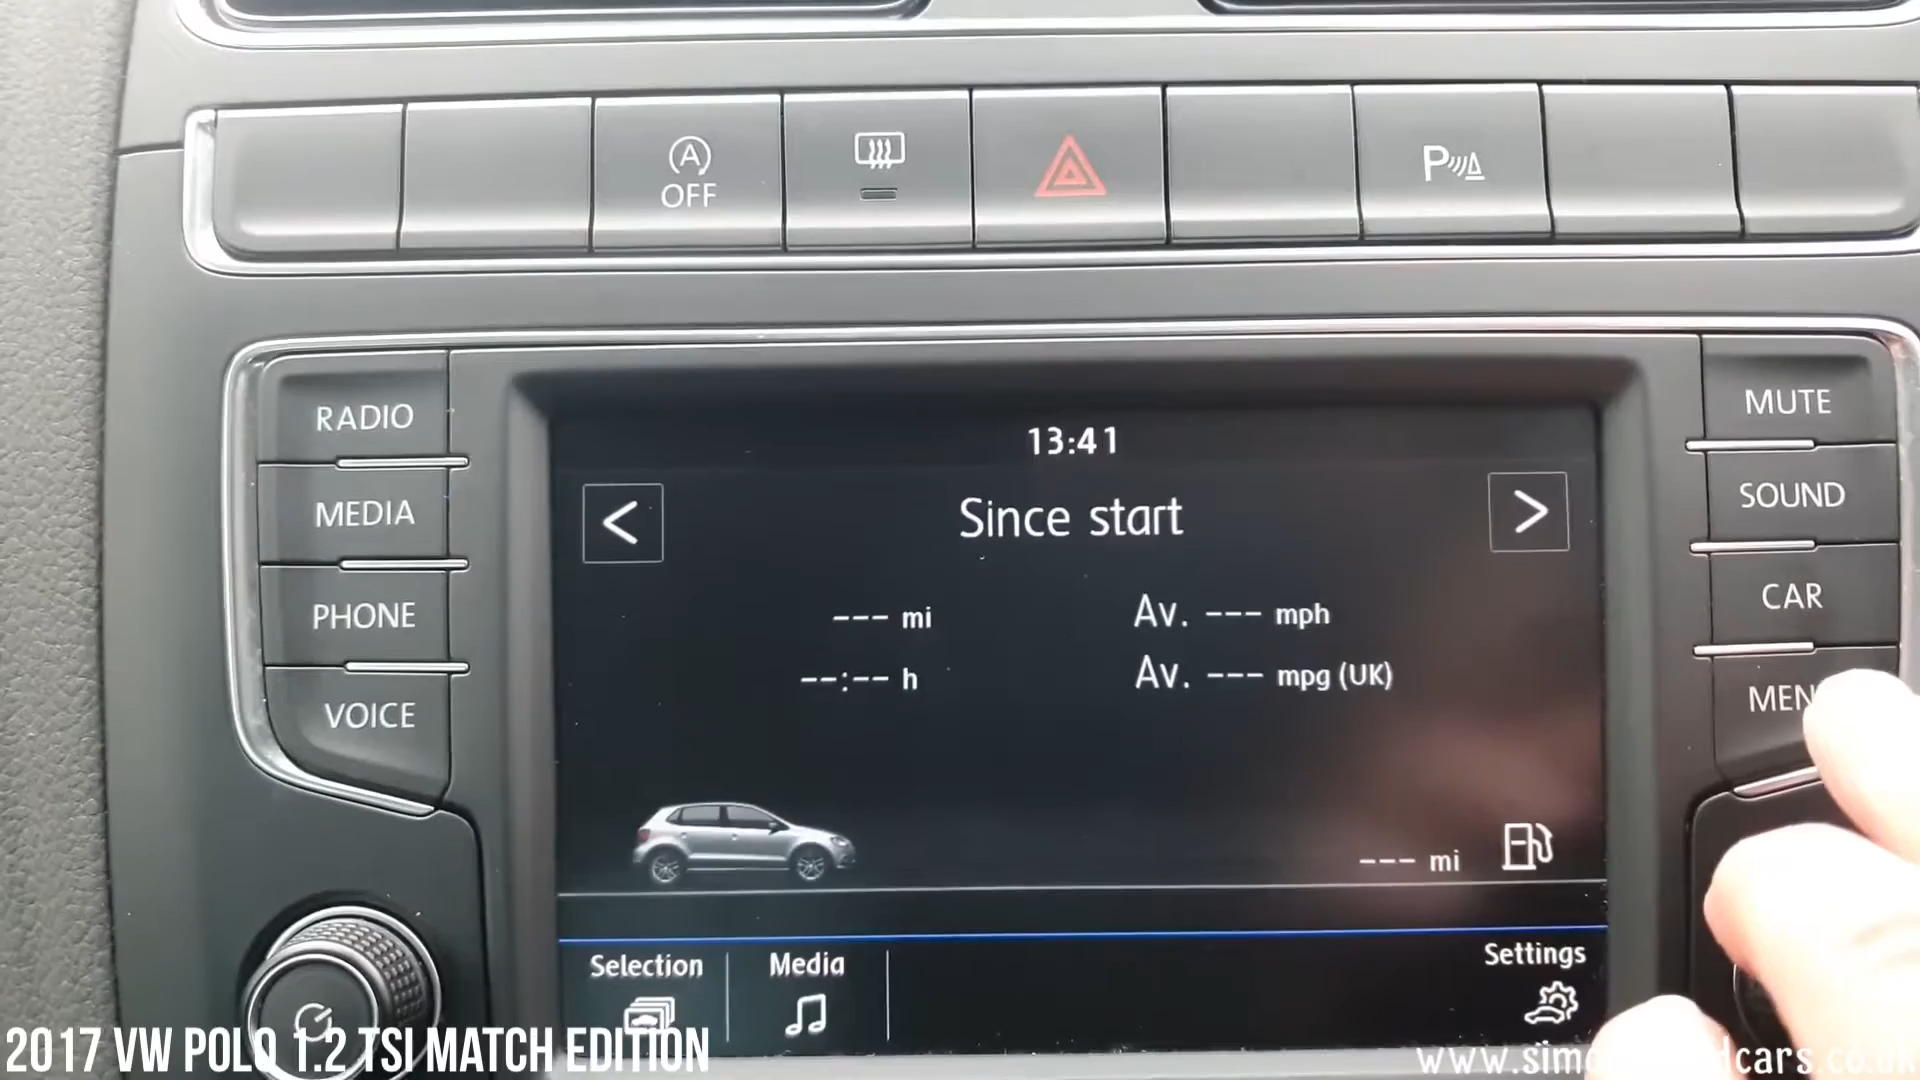 A
OFF
P
RADIO
MEDIA
PHONE
VOICE
MUTE
SOUND
CAR
13:41
Since start
--- mi
Av. --- mph
--:-- h
Av. --- mpg (UK)
--- mi
Selection
Media
Settings
2017 VW POLO 1.2 TSI MATCH EDITION